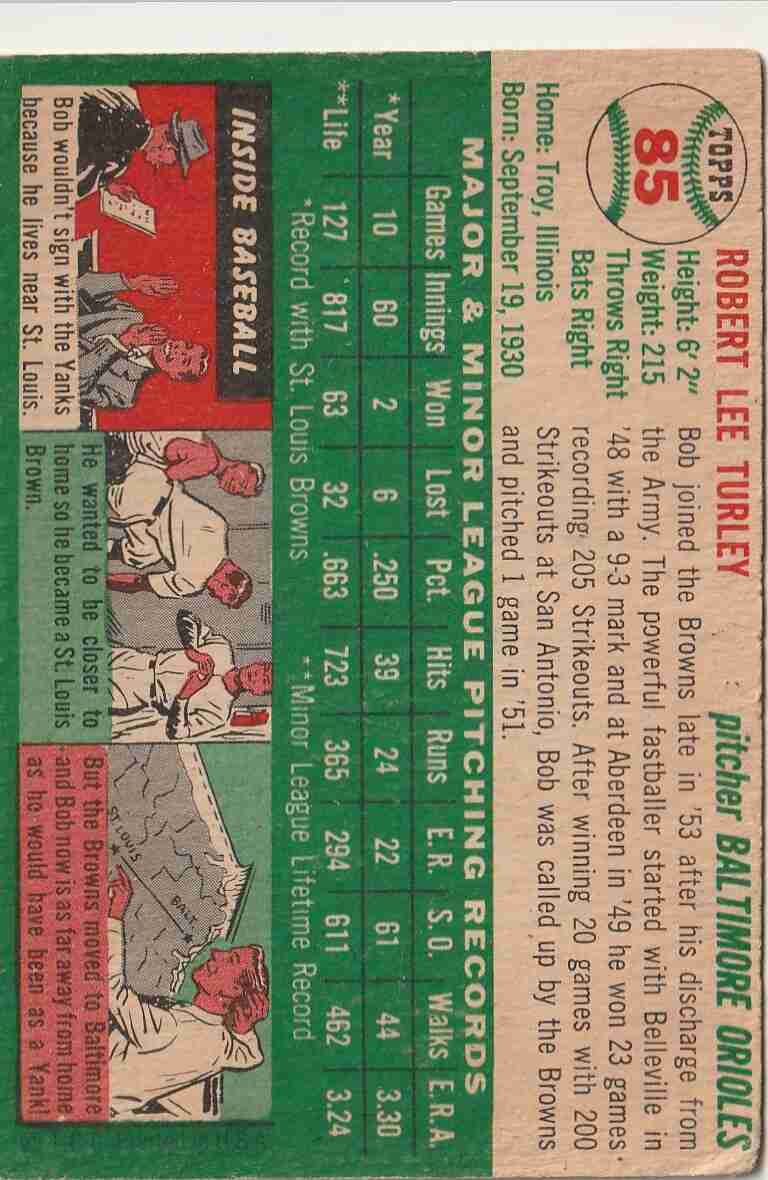 TOPPS
85
ROBERT LEE TURLEY
pitcher BALTIMORE ORIOLES
Height: 6' 2"
Weight: 215
Throws Right
Bats Right
Home: Troy, Illinois
Born: September 19, 1930
Bob joined the Browns late in '53 after his discharge from
the Army. The powerful fastballer started with Belleville in
'48 with a 9-3 mark and at Aberdeen in '49 he won 23 games
recording 205 Strikeouts. After winning 20 games with 200
Strikeouts at San Antonio, Bob was called up by the Browns
and pitched 1 game in '51.
MAJOR & MINOR LEAGUE PITCHING RECORDS
Games Innings Won Lost Pct. Hits Runs E.R. S.O. Walks E.R.A.
*Year 10 60 2 6 .250 39 24 22 61 44 3.30
**Life 127 817 63 32 .663 723 365 294 611 462 3.24
*Record with St. Louis Browns **Minor League Lifetime Record
INSIDE BASEBALL
Bob wouldn't sign with the Yanks
because he lives near St. Louis.
He wanted to be closer to
home so he became a St. Louis
Brown.
ST LOUIS
BALT.
But the Browns moved to Baltimore
and Bob now is as far away from home
as he would have been as a Yank!